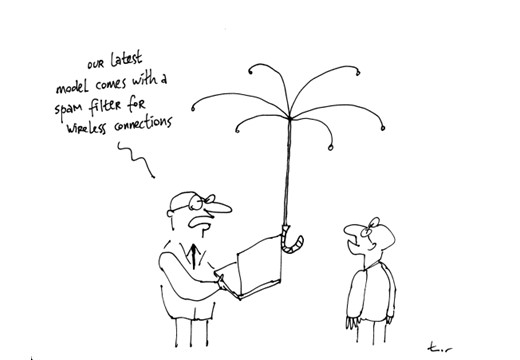 our latest
model comes with a
spam filter for
wireless connections
t.r